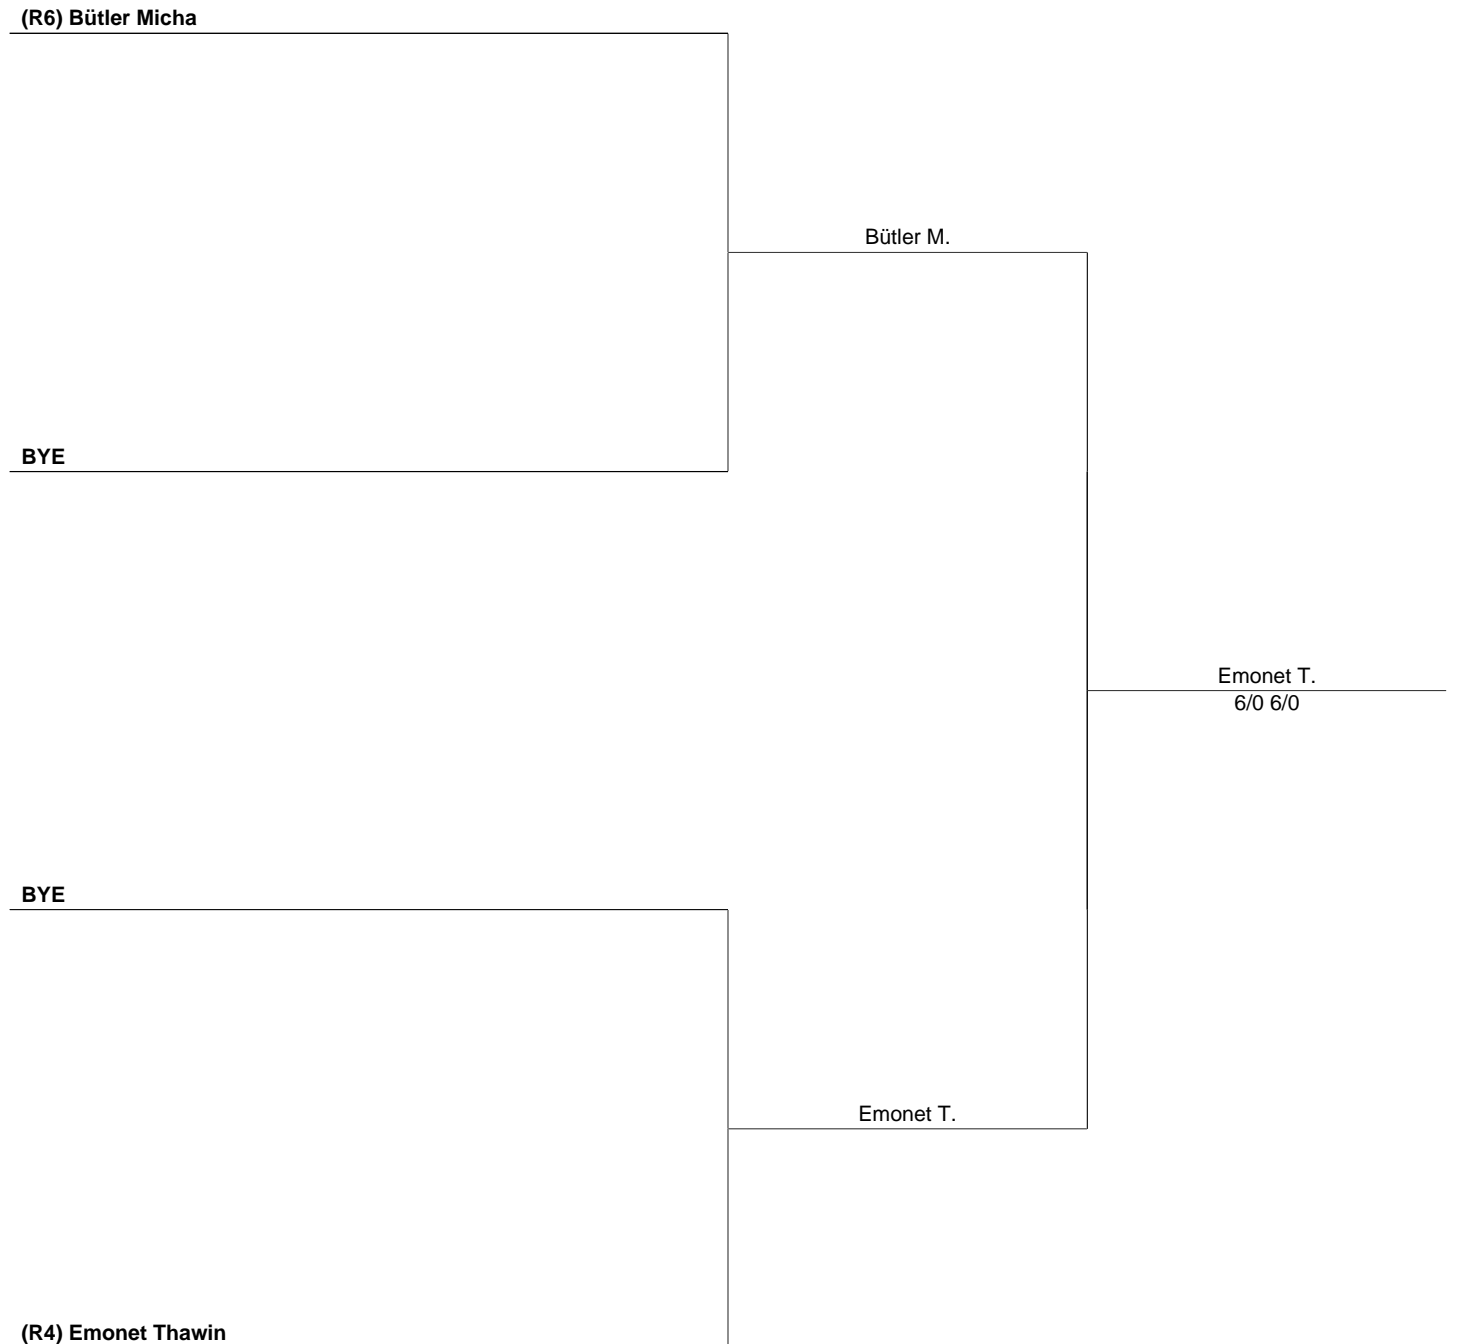 (R6) Bütler Micha
Bütler M.
BYE
Emonet T.
6/0 6/0
BYE
Emonet T.
(R4) Emonet Thawin